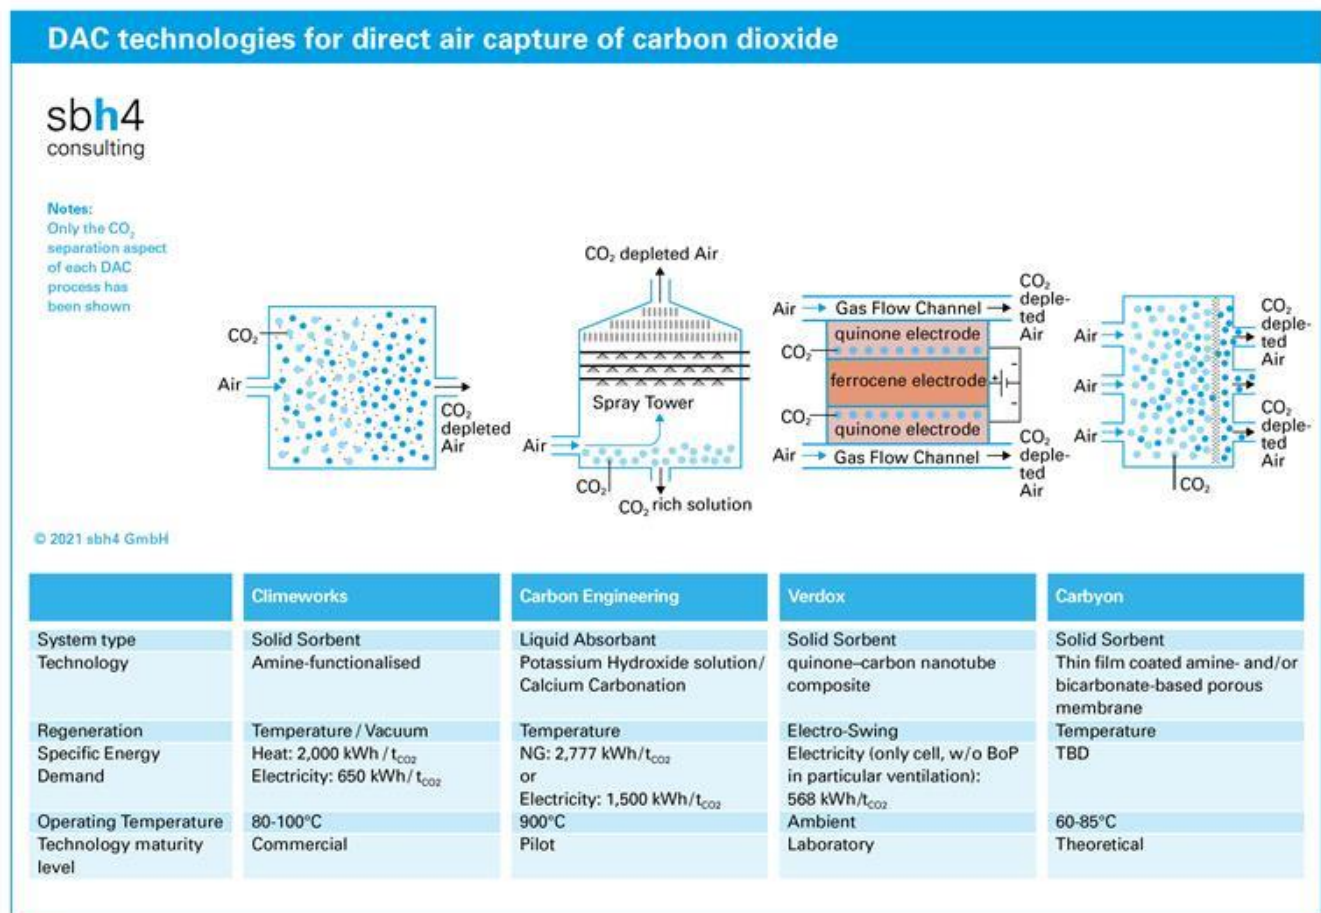 DAC technologies for direct air capture of carbon dioxide
sbh4
consulting
Notes:
Only the CO₂
separation aspect
of each DAC
process has
been shown
CO₂
Air
CO₂
depleted
Air
CO₂ depleted Air
Spray Tower
Air
CO₂
CO₂ rich solution
Air
Gas Flow Channel
CO₂
deple-
ted
Air
quinone electrode
CO₂
ferrocene electrode
+
-
-
CO₂
quinone electrode
Air
Gas Flow Channel
CO₂
deple-
ted
Air
Air
Air
Air
CO₂
deple-
ted
Air
CO₂
deple-
ted
Air
CO₂
© 2021 sbh4 GmbH
Climeworks Carbon Engineering Verdox Carbyon
System type Solid Sorbent Liquid Absorbant Solid Sorbent Solid Sorbent
Technology Amine-functionalised Potassium Hydroxide solution/ quinone–carbon nanotube Thin film coated amine- and/or
Calcium Carbonation composite bicarbonate-based porous
membrane
Regeneration Temperature / Vacuum Temperature Electro-Swing Temperature
Specific Energy Heat: 2,000 kWh / tCO2 NG: 2,777 kWh/tCO2 Electricity (only cell, w/o BoP TBD
Demand Electricity: 650 kWh/ tCO2 or in particular ventilation):
Electricity: 1,500 kWh/tCO2 568 kWh/tCO2
Operating Temperature 80-100°C 900°C Ambient 60-85°C
Technology maturity Commercial Pilot Laboratory Theoretical
level